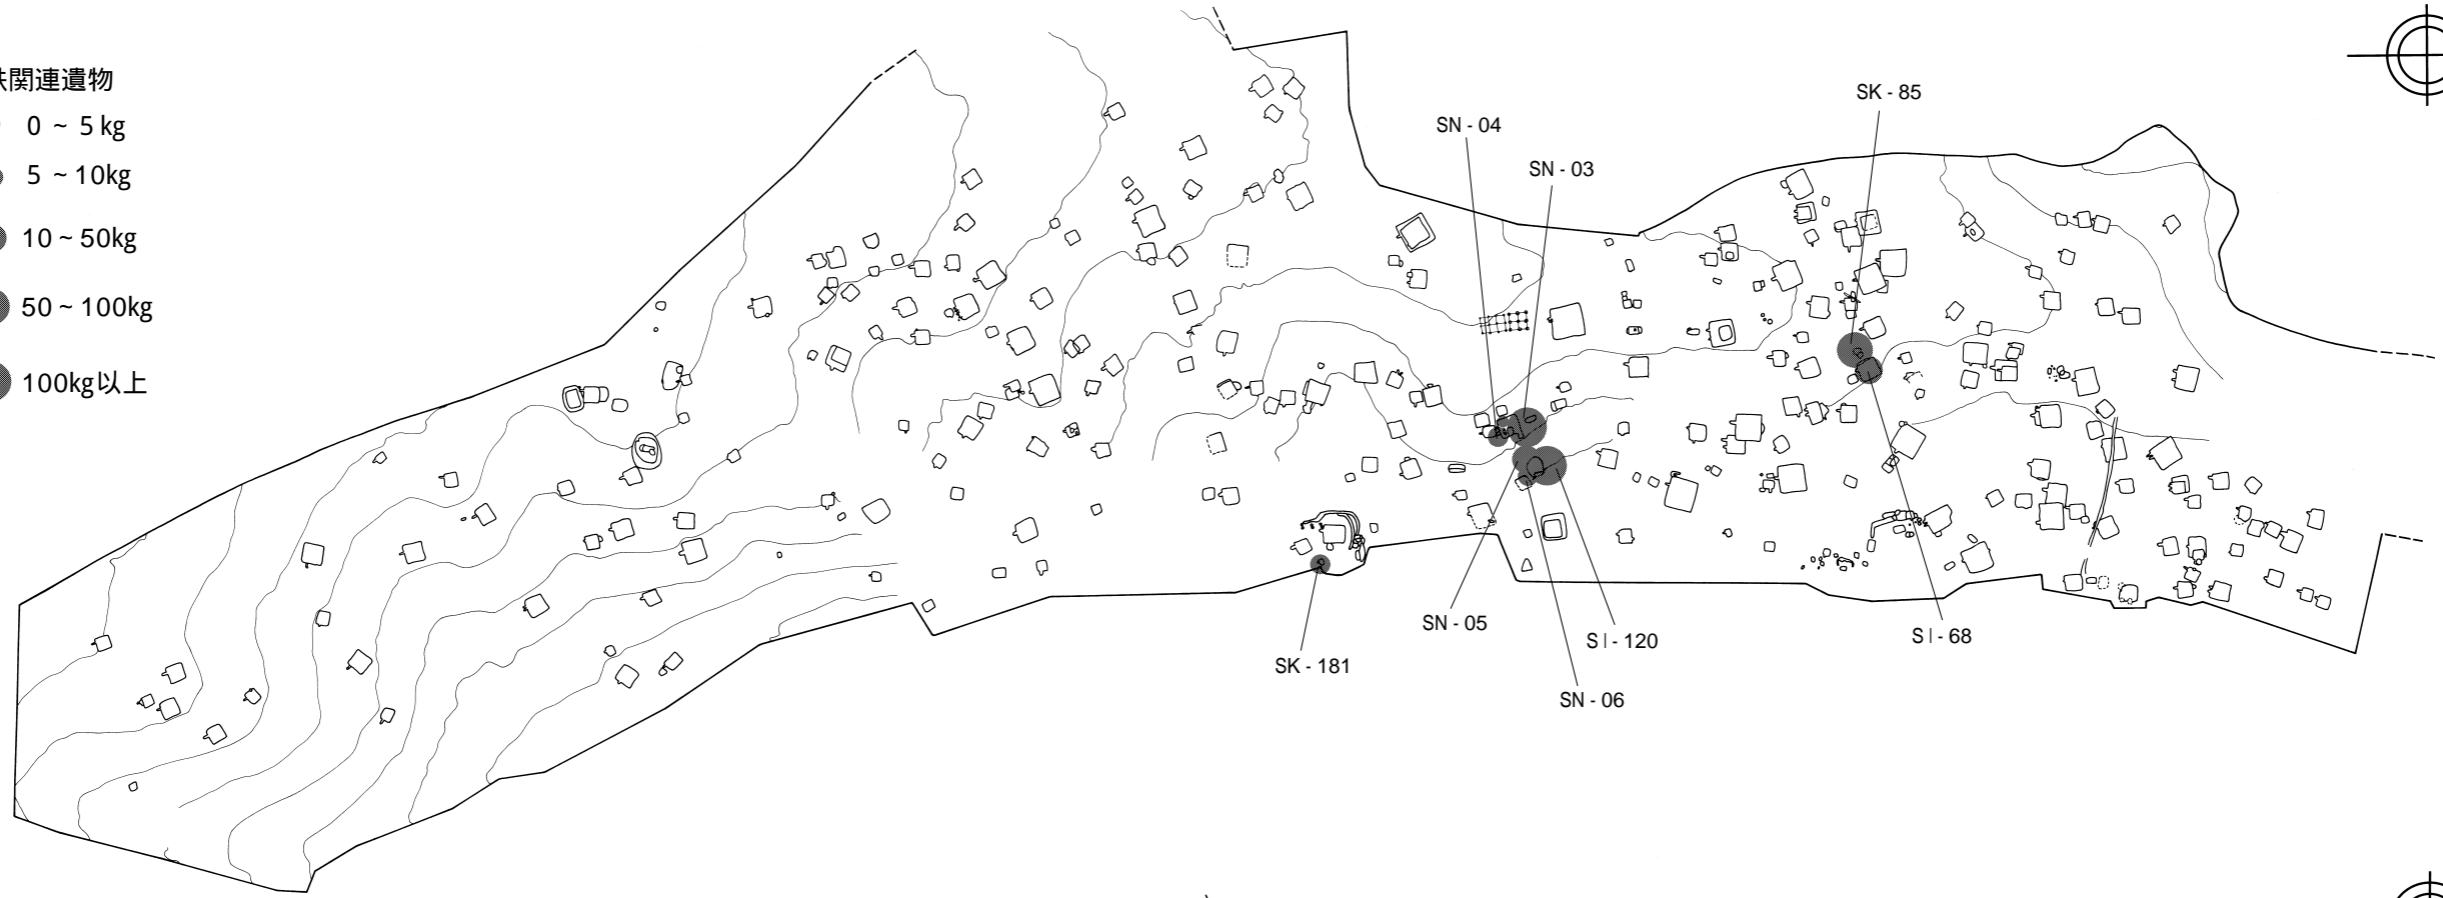 関連遺物
0 ~ 5 kg
5 ~ 10kg
10 ~ 50kg
50 ~ 100kg
100kg以上
SK - 85
SN - 04
SN - 03
SN - 05
S I - 120
S I - 68
SK - 181
SN - 06